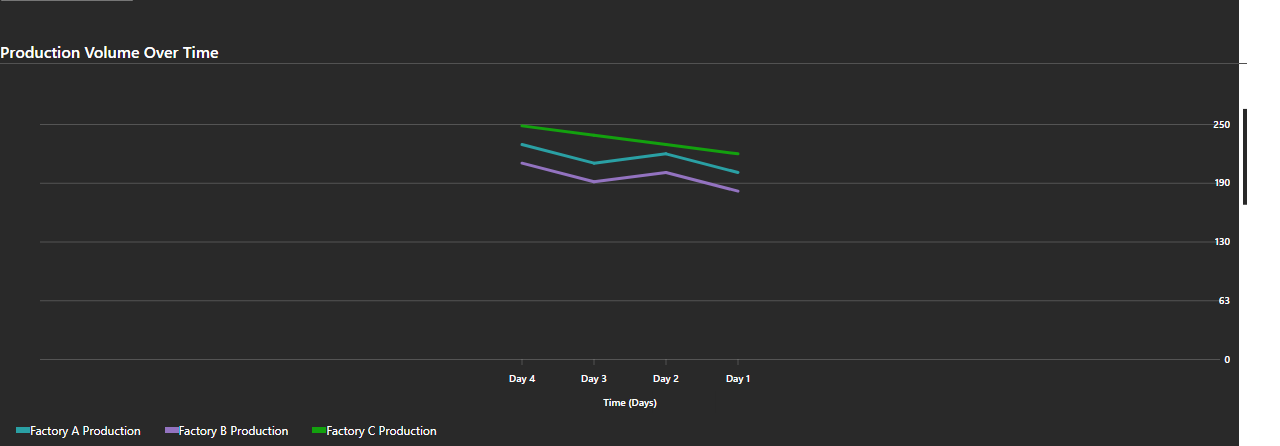 Production Volume Over Time
250
190
130
63
0
Day 4 Day 3 Day 2 Day 1
Time (Days)
Factory A Production Factory B Production Factory C Production